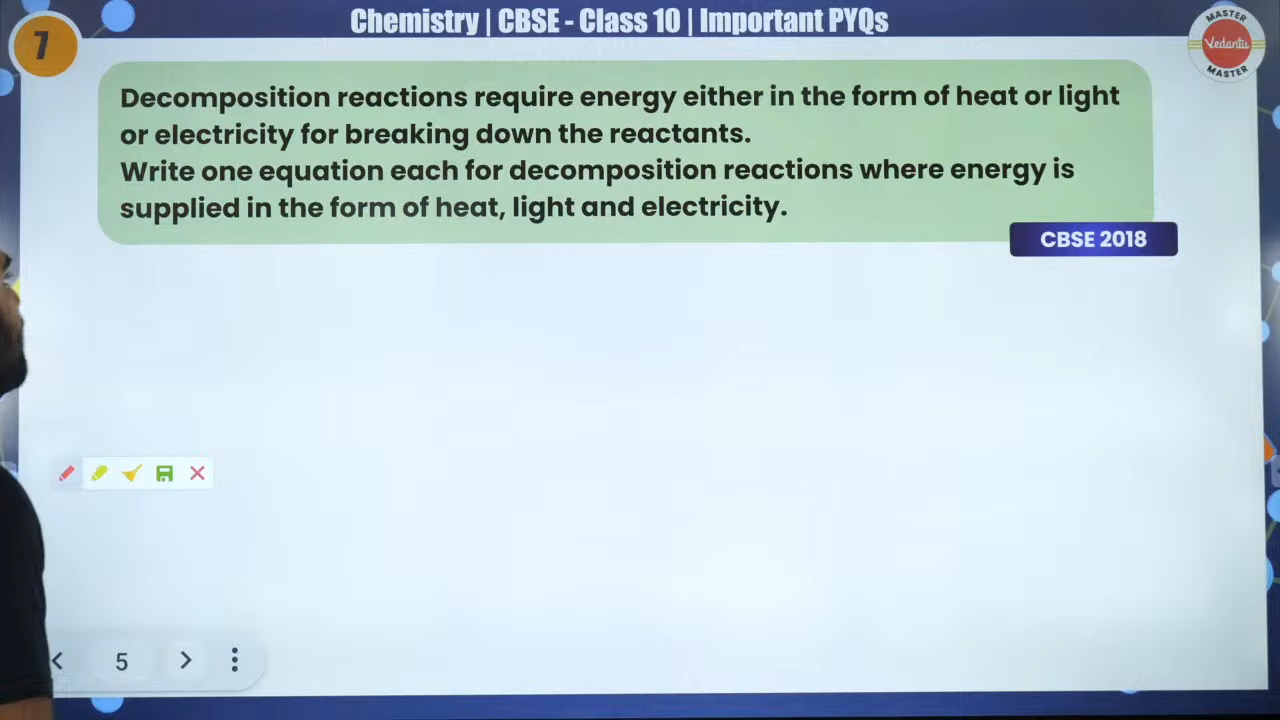 Chemistry | CBSE - Class 10 | Important PYQs
7
MASTER
Vedantu
MASTER
Decomposition reactions require energy either in the form of heat or light
or electricity for breaking down the reactants.
Write one equation each for decomposition reactions where energy is
supplied in the form of heat, light and electricity.
CBSE 2018
5